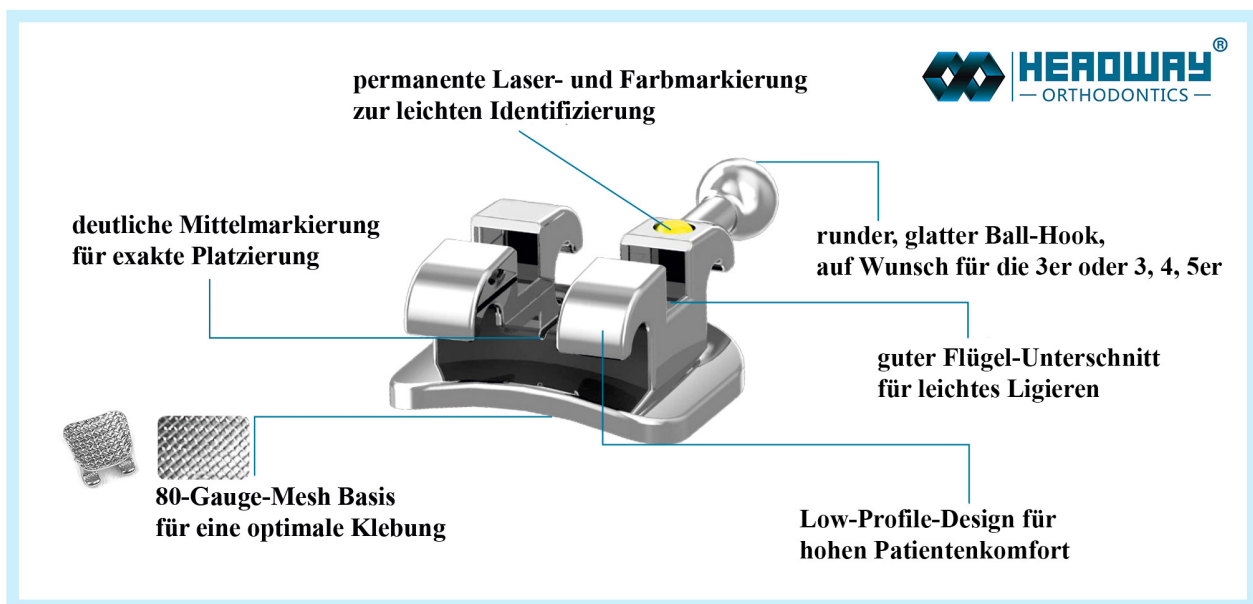 HEADWAY®
ORTHODONTICS
permanente Laser- und Farbmarkierung
zur leichten Identifizierung
deutliche Mittelmarkierung
für exakte Platzierung
runder, glatter Ball-Hook,
auf Wunsch für die 3er oder 3, 4, 5er
guter Flügel-Unterschnitt
für leichtes Ligieren
80-Gauge-Mesh Basis
für eine optimale Klebung
Low-Profile-Design für
hohen Patientenkomfort